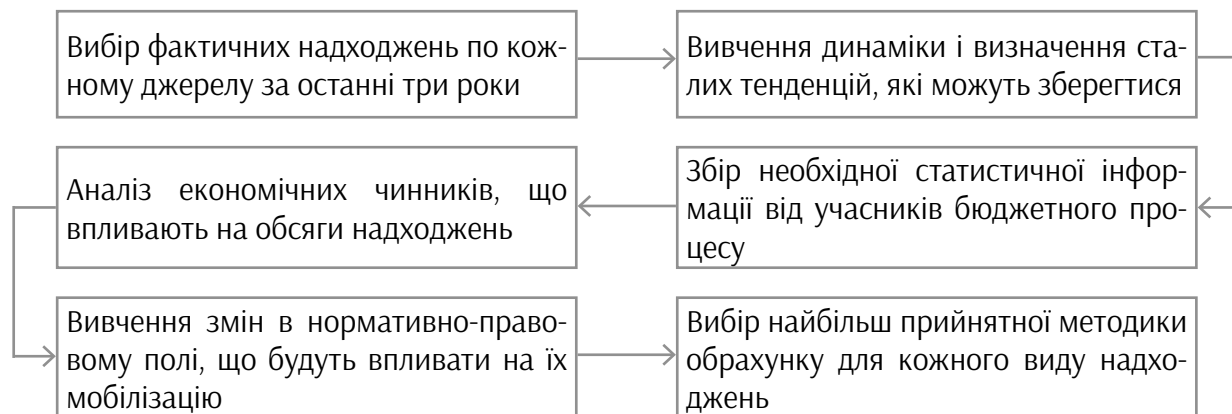 Вибір фактичних надходжень по кож-
ному джерелу за останні три роки
Вивчення динаміки і визначення ста-
лих тенденцій, які можуть зберегтися
Збір необхідної статистичної інфор-
мації від учасників бюджетного про-
цесу
Аналіз економічних чинників, що
впливають на обсяги надходжень
Вивчення змін в нормативно-право-
вому полі, що будуть впливати на їх
мобілізацію
Вибір найбільш прийнятної методики
обрахунку для кожного виду надхо-
джень